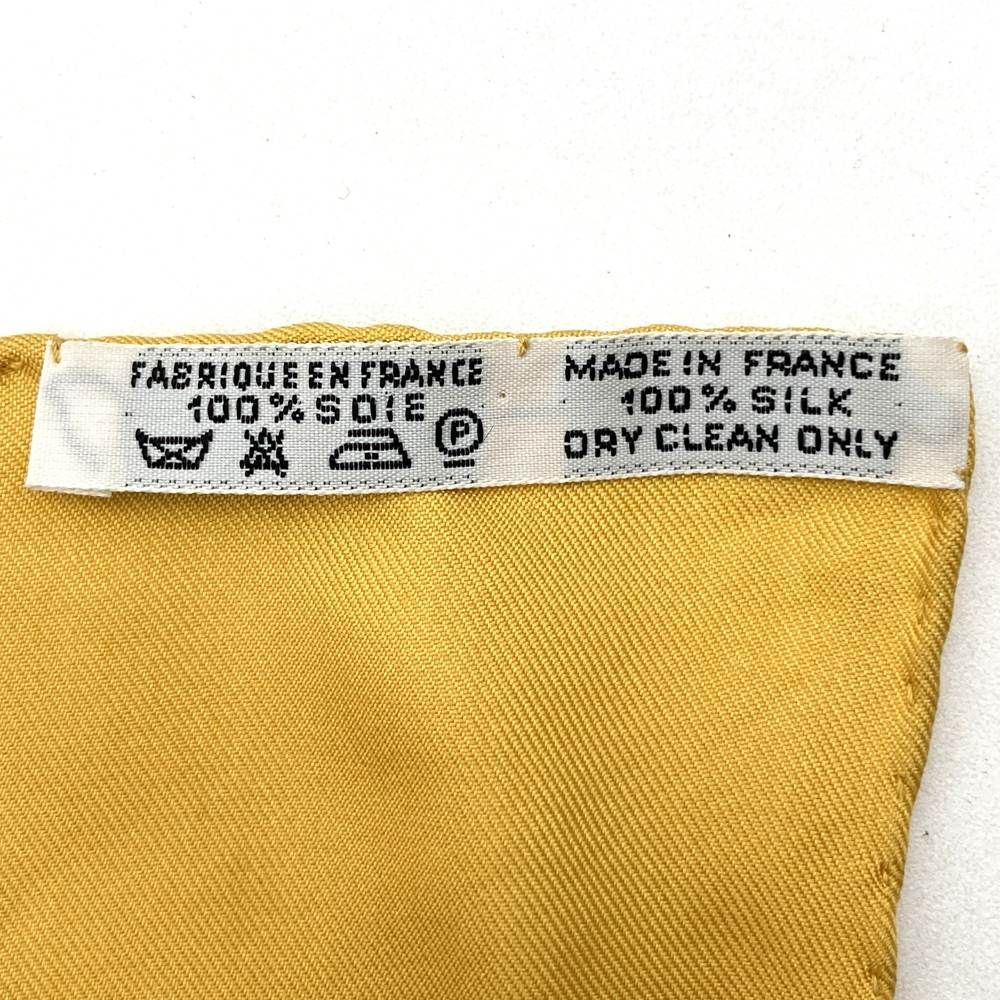 FABRIQUE EN FRANCE
100% SOIE
P
MADE IN FRANCE
100% SILK
DRY CLEAN ONLY